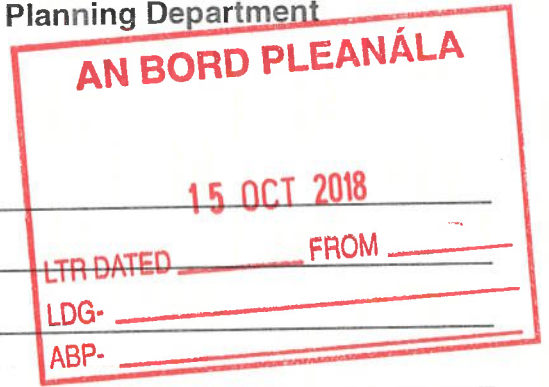 Planning Department
AN BORD PLEANÁLA
15 OCT 2018
LTR DATED FROM
LDG-
ABP-